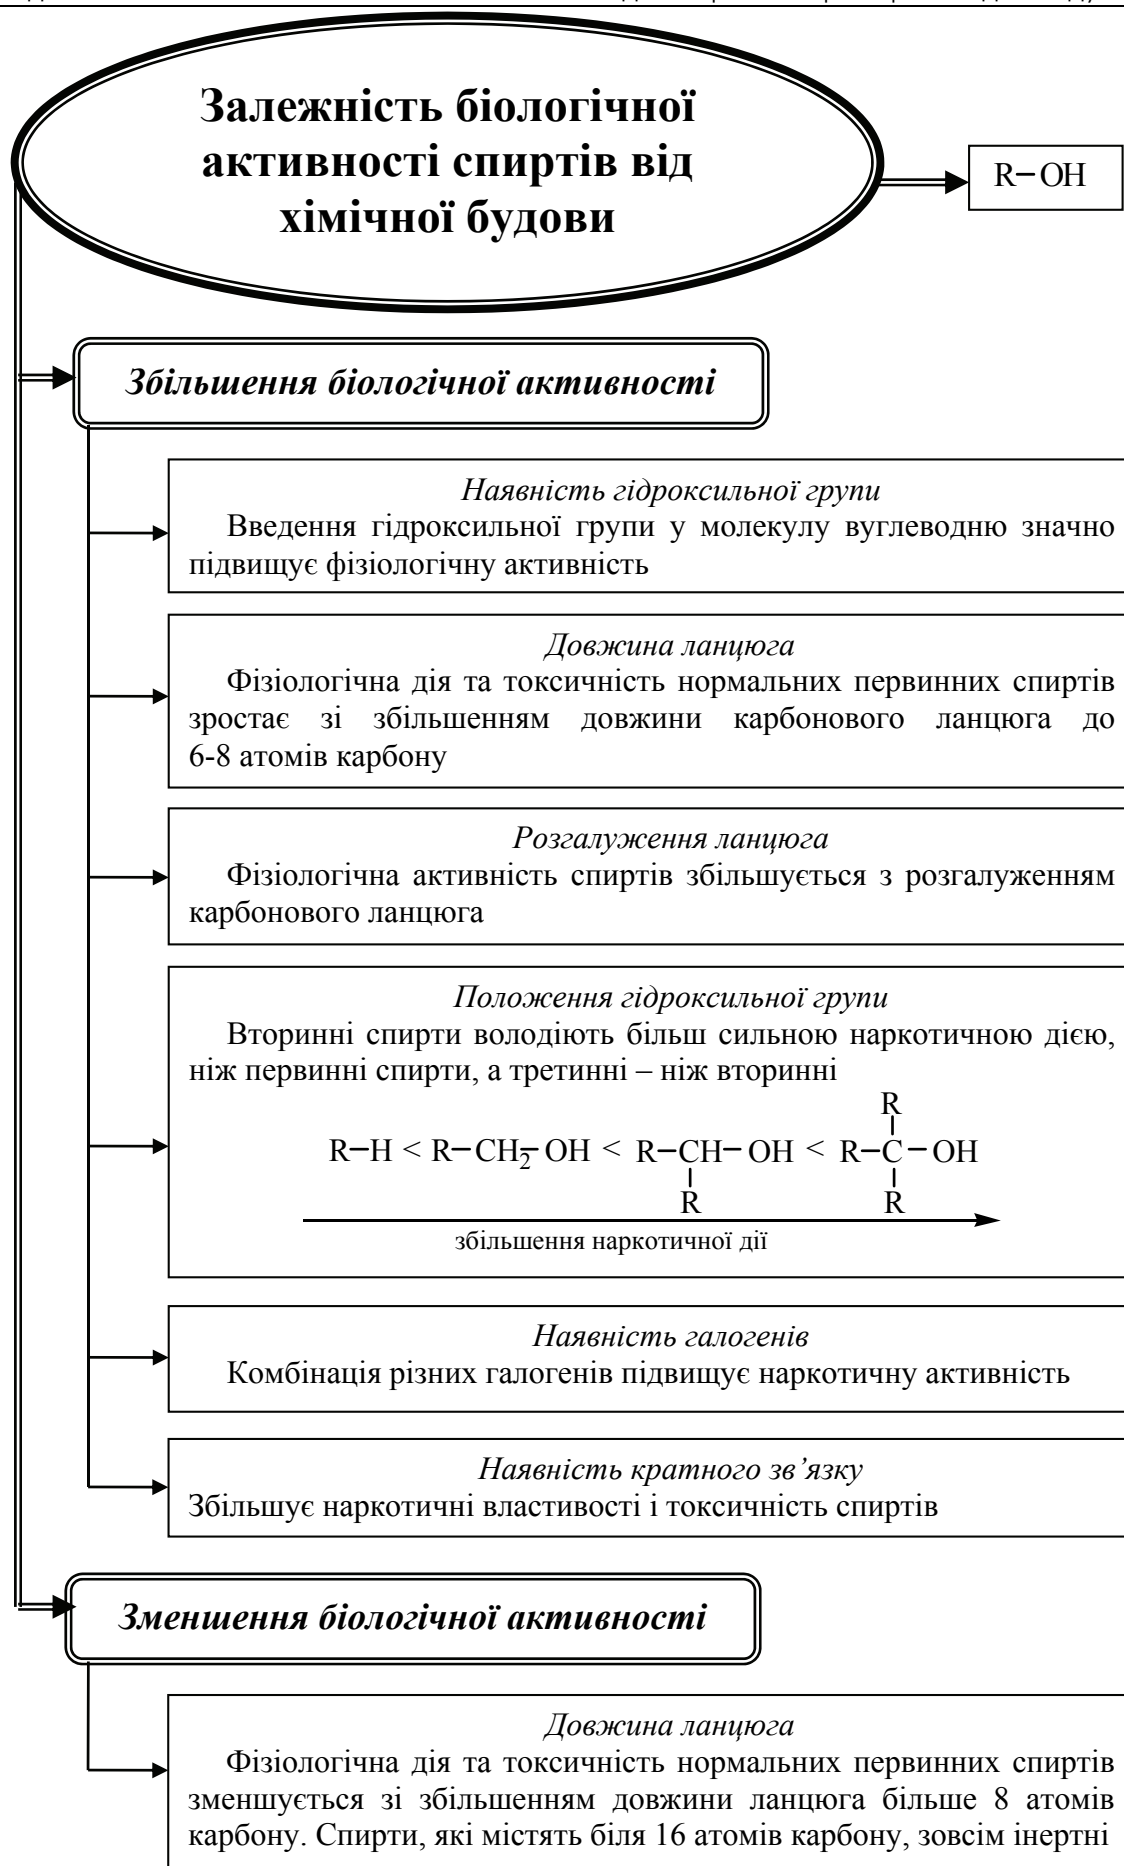 Залежність біологічної
активності спиртів від
хімічної будови
R–OH
Збільшення біологічної активності
Наявність гідроксильної групи
Введення гідроксильної групи у молекулу вуглеводню значно
підвищує фізіологічну активність
Довжина ланцюга
Фізіологічна дія та токсичність нормальних первинних спиртів
зростає зі збільшенням довжини карбонового ланцюга до
6-8 атомів карбону
Розгалуження ланцюга
Фізіологічна активність спиртів збільшується з розгалуженням
карбонового ланцюга
Положення гідроксильної групи
Вторинні спирти володіють більш сильною наркотичною дією,
ніж первинні спирти, а третинні – ніж вторинні
R
R–H < R–CH2–OH < R–CH–OH < R–C–OH
R R
збільшення наркотичної дії
Наявність галогенів
Комбінація різних галогенів підвищує наркотичну активність
Наявність кратного зв’язку
Збільшує наркотичні властивості і токсичність спиртів
Зменшення біологічної активності
Довжина ланцюга
Фізіологічна дія та токсичність нормальних первинних спиртів
зменшується зі збільшенням довжини ланцюга більше 8 атомів
карбону. Спирти, які містять біля 16 атомів карбону, зовсім інертні